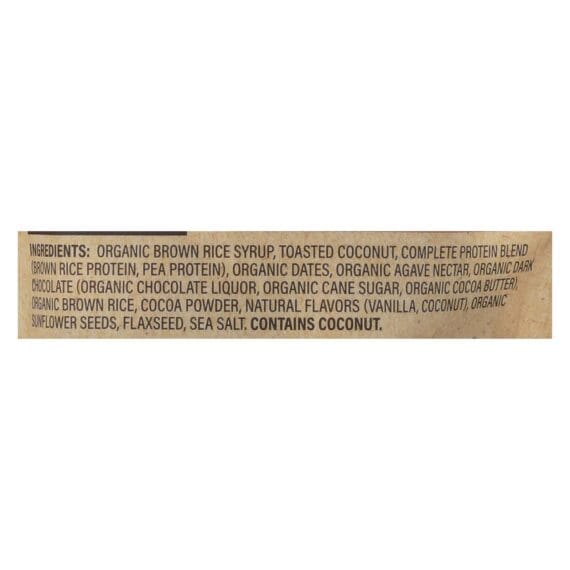 INGREDIENTS: ORGANIC BROWN RICE SYRUP, TOASTED COCONUT, COMPLETE PROTEIN BLEND
(BROWN RICE PROTEIN, PEA PROTEIN), ORGANIC DATES, ORGANIC AGAVE NECTAR, ORGANIC DARK
CHOCOLATE (ORGANIC CHOCOLATE LIQUOR, ORGANIC CANE SUGAR, ORGANIC COCOA BUTTER),
ORGANIC BROWN RICE, COCOA POWDER, NATURAL FLAVORS (VANILLA, COCONUT), ORGANIC
SUNFLOWER SEEDS, FLAXSEED, SEA SALT. CONTAINS COCONUT.